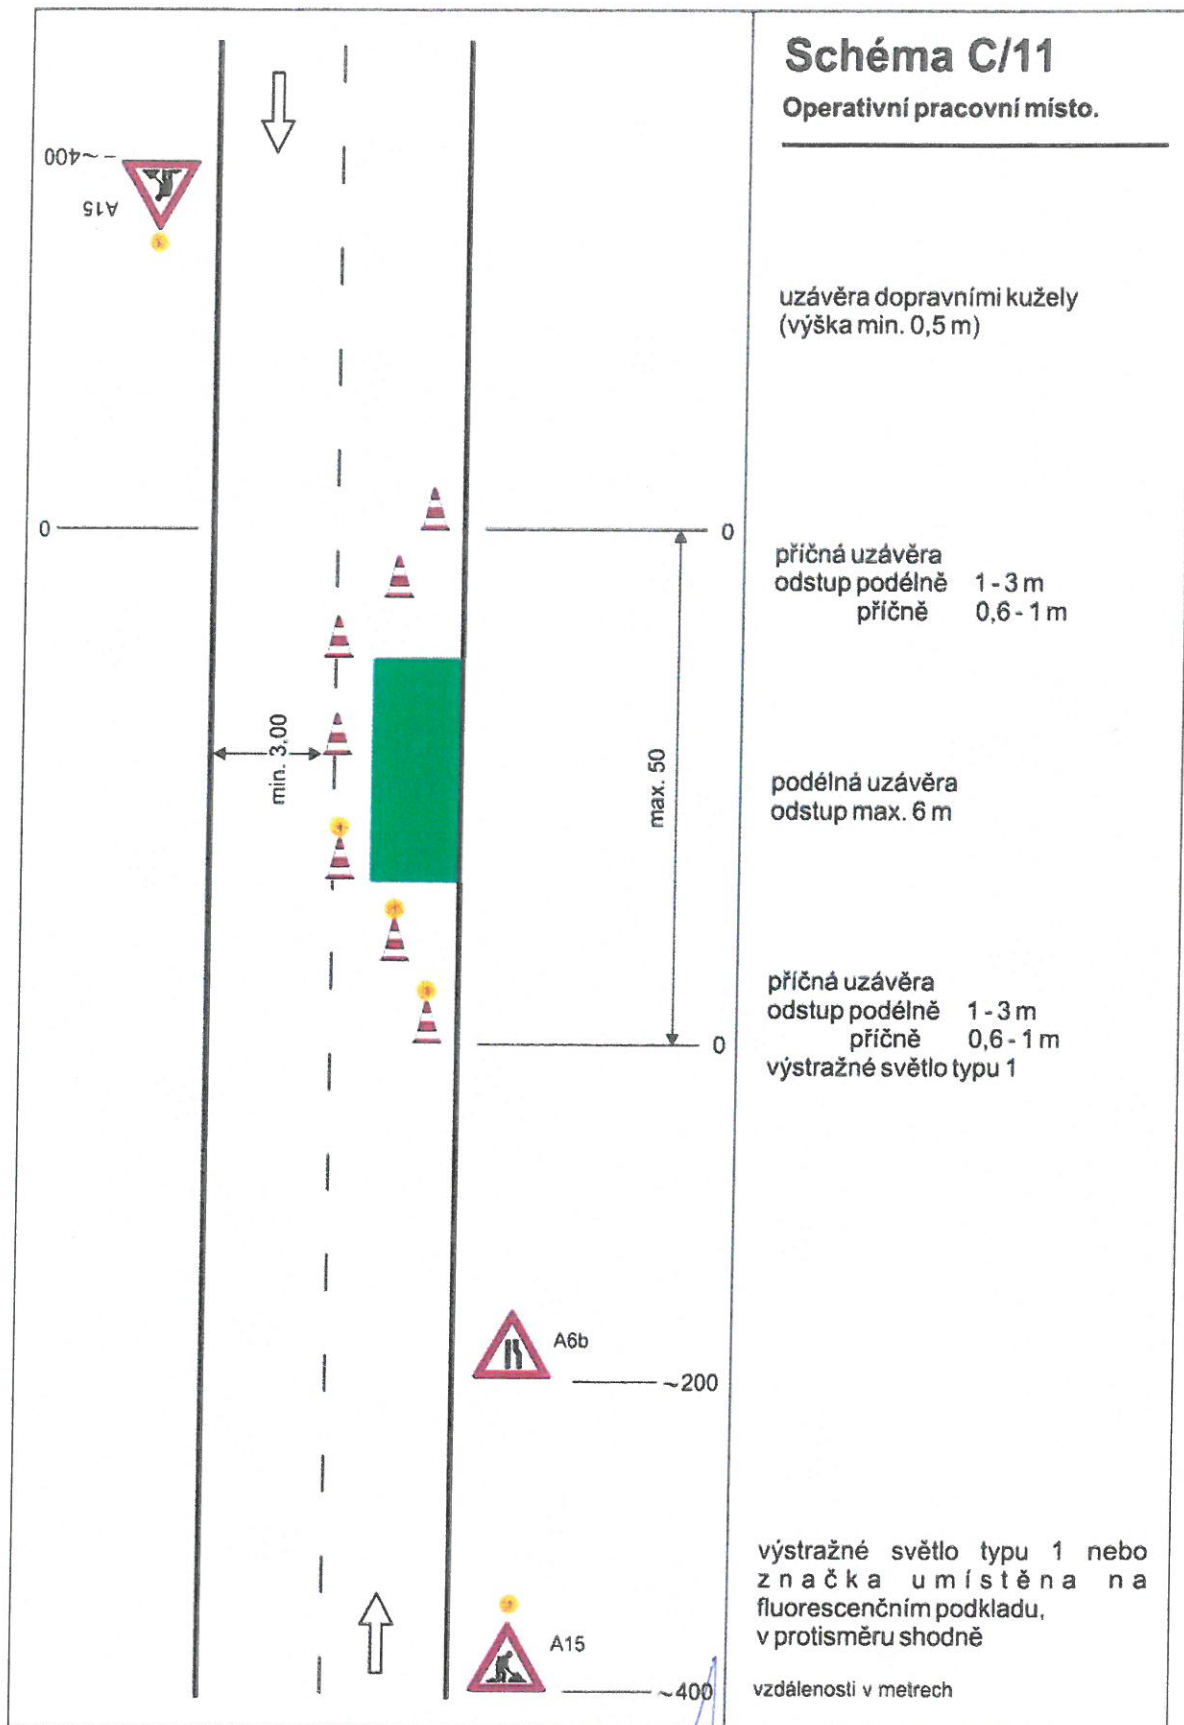 Schéma C/11
Operativní pracovní místo.
~400
A15
uzávěra dopravními kužely
(výška min. 0,5 m)
0
0
příčná uzávěra
odstup podélně 1 - 3 m
příčně 0,6 - 1 m
min. 3,00
max. 50
podélná uzávěra
odstup max. 6 m
příčná uzávěra
odstup podélně 1 - 3 m
příčně 0,6 - 1 m
výstražné světlo typu 1
0
A6b
~200
výstražné světlo typu 1 nebo
značka umístěna na
fluorescenčním podkladu,
v protisměru shodně
A15
~400
vzdálenosti v metrech